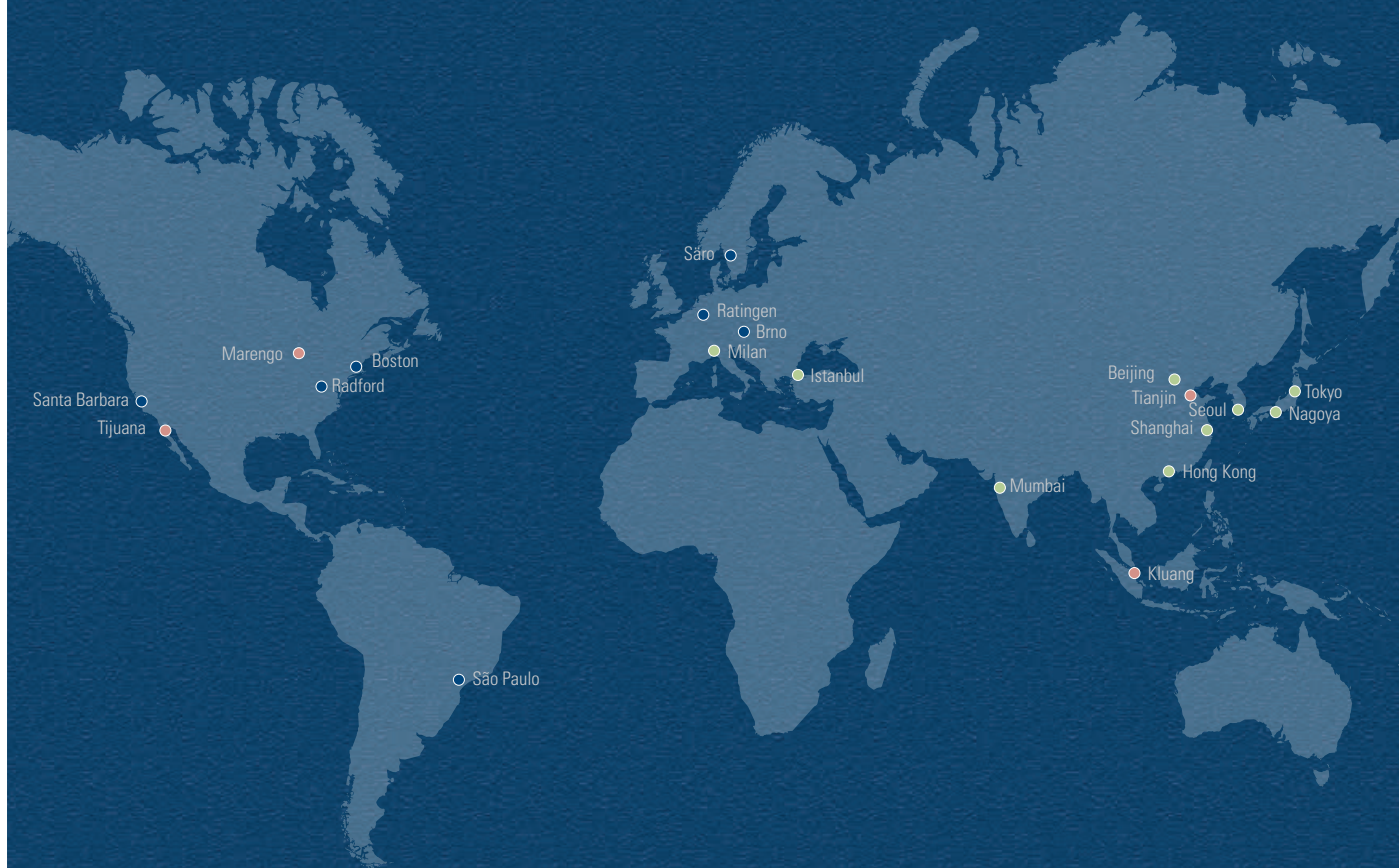 Säro
Ratingen
Brno
Milan
Istanbul
Marengo
Boston
Radford
Santa Barbara
Tijuana
Beijing
Tianjin
Seoul
Tokyo
Nagoya
Shanghai
Hong Kong
Mumbai
Kluang
São Paulo